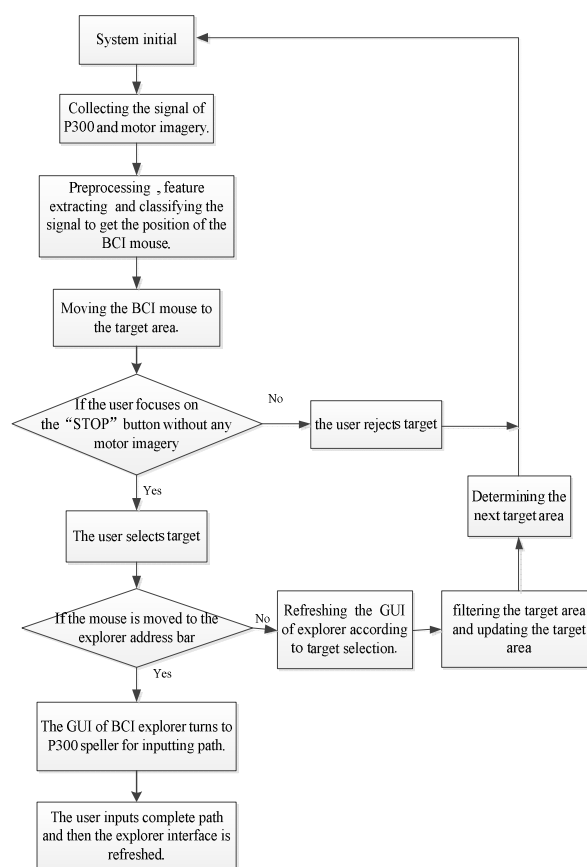 System initial
Collecting the signal of
P300 and motor imagery.
Preprocessing , feature
extracting and classifying the
signal to get the position of the
BCI mouse.
Moving the BCI mouse to
the target area.
If the user focuses on
the “STOP” button without any
motor imagery
No
the user rejects target
Yes
Determining the
next target area
The user selects target
If the mouse is moved to the
explorer address bar
No
Refreshing the GUI
of explorer according
to target selection.
filtering the target area
and updating the target
area
Yes
The GUI of BCI explorer turns to
P300 speller for inputting path.
The user inputs complete path
and then the explorer interface is
refreshed.